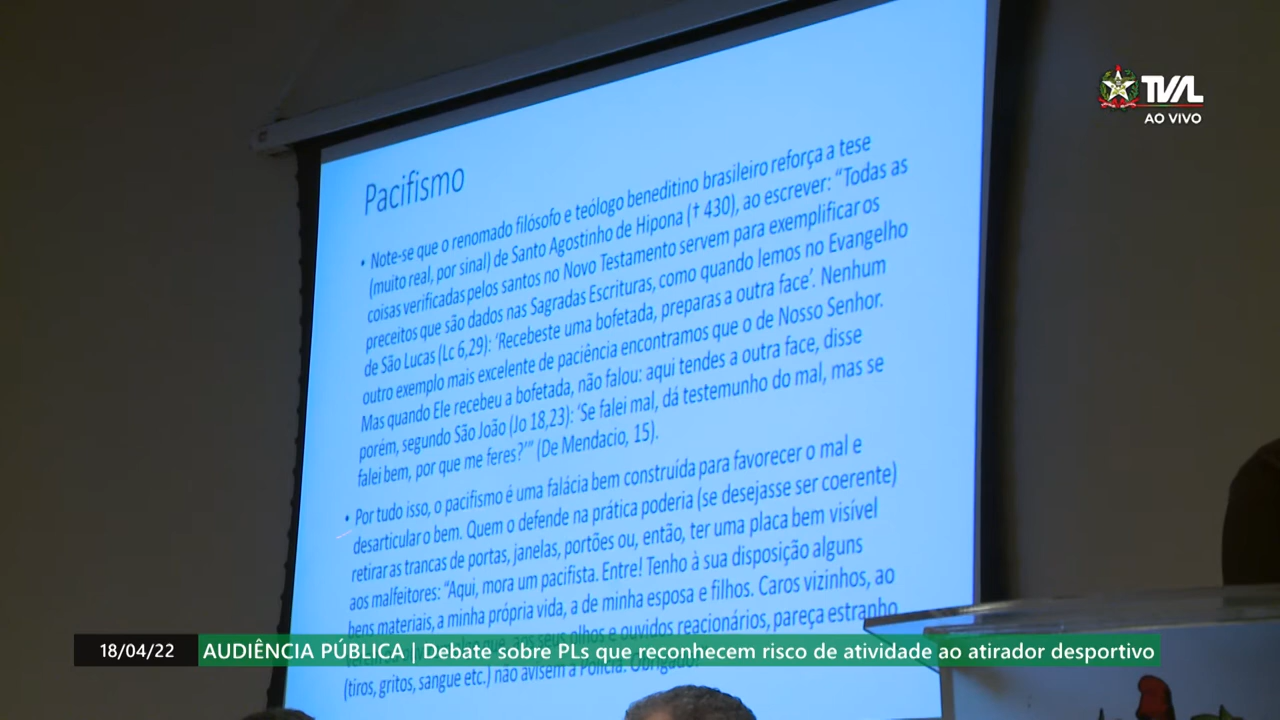 TVAL
AO VIVO
Pacifismo
• Note-se que o renomado filósofo e teólogo beneditino brasileiro reforça a tese
(muito real, por sinal) de Santo Agostinho de Hipona († 430), ao escrever: “Todas as
coisas verificadas pelos santos no Novo Testamento servem para exemplificar os
preceitos que são dados nas Sagradas Escrituras, como quando lemos no Evangelho
de São Lucas (Lc 6,29): ‘Recebeste uma bofetada, preparas a outra face’. Nenhum
outro exemplo mais excelente de paciência encontramos que o de Nosso Senhor.
Mas quando Ele recebeu a bofetada, não falou: aqui tendes a outra face, disse
porém, segundo São João (Jo 18,23): ‘Se falei mal, dá testemunho do mal, mas se
falei bem, por que me feres?’” (De Mendacio, 15).
• Por tudo isso, o pacifismo é uma falácia bem construída para favorecer o mal e
desarticular o bem. Quem o defende na prática poderia (se desejasse ser coerente)
retirar as trancas de portas, janelas, portões ou, então, ter uma placa bem visível
aos malfeitores: “Aqui, mora um pacifista. Entre! Tenho à sua disposição alguns
bens materiais, a minha própria vida, a de minha esposa e filhos. Caros vizinhos, ao
que, aos seus olhos e ouvidos reacionários, pareça estranho
(tiros, gritos, sangue etc.) não avisem a Polícia. Obrigado!
18/04/22 AUDIÊNCIA PÚBLICA | Debate sobre PLs que reconhecem risco de atividade ao atirador desportivo